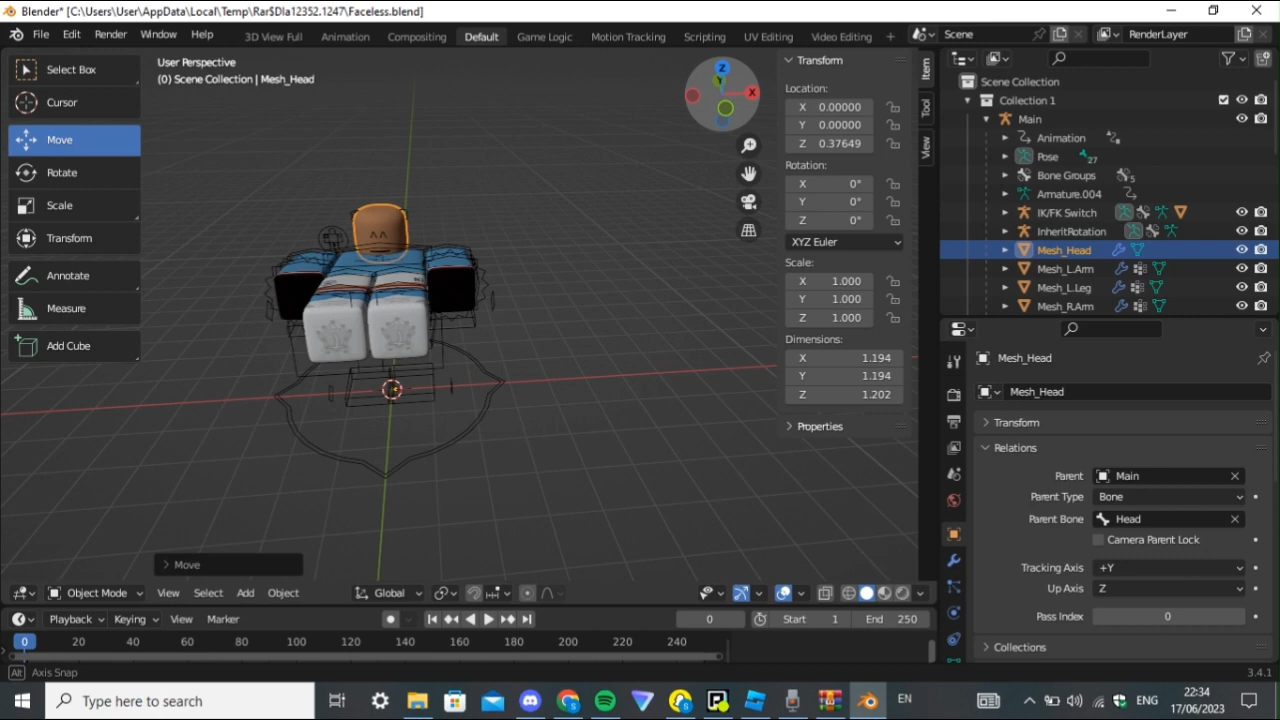 Blender* [C:\Users\User\AppData\Local\Temp\Rar$DIa12352.1247\Faceless.blend]
File Edit Render Window Help
3D View Full Animation Compositing Default Game Logic Motion Tracking Scripting UV Editing Video Editing +
Scene
RenderLayer
Select Box
Cursor
Move
Rotate
Scale
Transform
Annotate
Measure
Add Cube
User Perspective
(0) Scene Collection | Mesh_Head
Z
Y
X
Transform
Location:
X 0.00000
Y 0.00000
Z 0.37649
Rotation:
X 0°
Y 0°
Z 0°
XYZ Euler
Scale:
X 1.000
Y 1.000
Z 1.000
Dimensions:
X 1.194
Y 1.194
Z 1.202
Properties
Item
Tool
View
Scene Collection
Collection 1
Main
Animation
Pose 27
Bone Groups 5
Armature.004
IK/FK Switch
InheritRotation
Mesh_Head
Mesh_L.Arm
Mesh_L.Leg
Mesh_R.Arm
Mesh_Head
Mesh_Head
Transform
Relations
Parent Main
Parent Type Bone
Parent Bone Head
Camera Parent Lock
Tracking Axis +Y
Up Axis Z
Pass Index 0
Collections
Move
Object Mode View Select Add Object Global
Playback Keying View Marker 0 Start 1 End 250
0 20 40 60 80 100 120 140 160 180 200 220 240
Alt Axis Snap
3.4.1
Type here to search
EN
ENG
22:34
17/06/2023